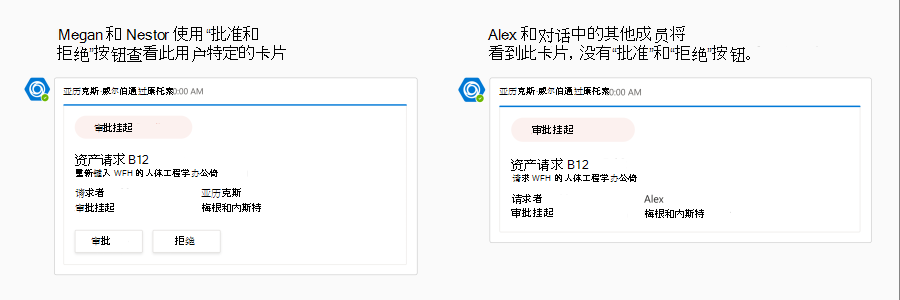 Megan 和 Nestor 使用 “批准和
拒绝”按钮查看此用户特定的卡片
亚历克斯·威尔伯通过康托索 0:00 AM
审批挂起
资产请求 B12
重新键入 WFH 的人体工程学办公椅
请求者 亚历克斯
审批挂起 梅根和内斯特
审批 拒绝
Alex 和对话中的其他成员将
看到此卡片，没有“批准”和“拒绝”按钮。
亚历克斯·威尔伯通过康托索 0:00 AM
审批挂起
资产请求 B12
请求 WFH 的人体工程学办公椅
请求者 Alex
审批挂起 梅根和内斯特